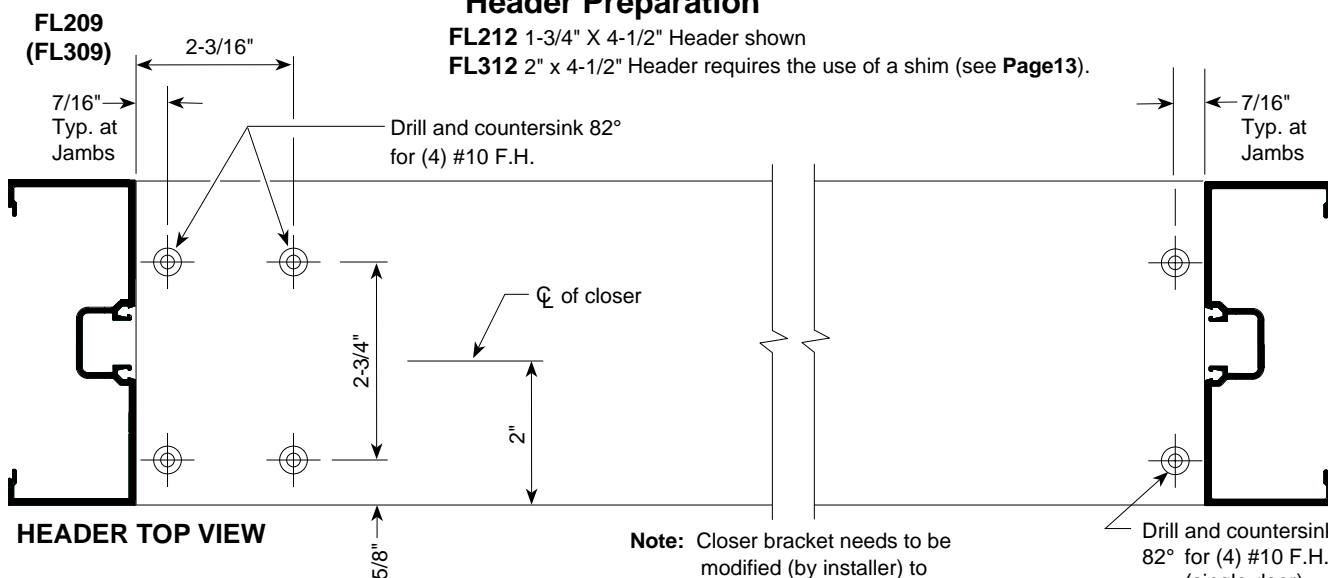 Header Preparation
FL209
(FL309)
2-3/16"
FL212 1-3/4" X 4-1/2" Header shown
FL312 2" x 4-1/2" Header requires the use of a shim (see Page13).
7/16"
Typ. at
Jambs
Drill and countersink 82°
for (4) #10 F.H.
7/16"
Typ. at
Jambs
℄ of closer
2-3/4"
2"
HEADER TOP VIEW
5/8"
Note: Closer bracket needs to be
modified (by installer) to
Drill and countersink
82° for (4) #10 F.H.
(single door)